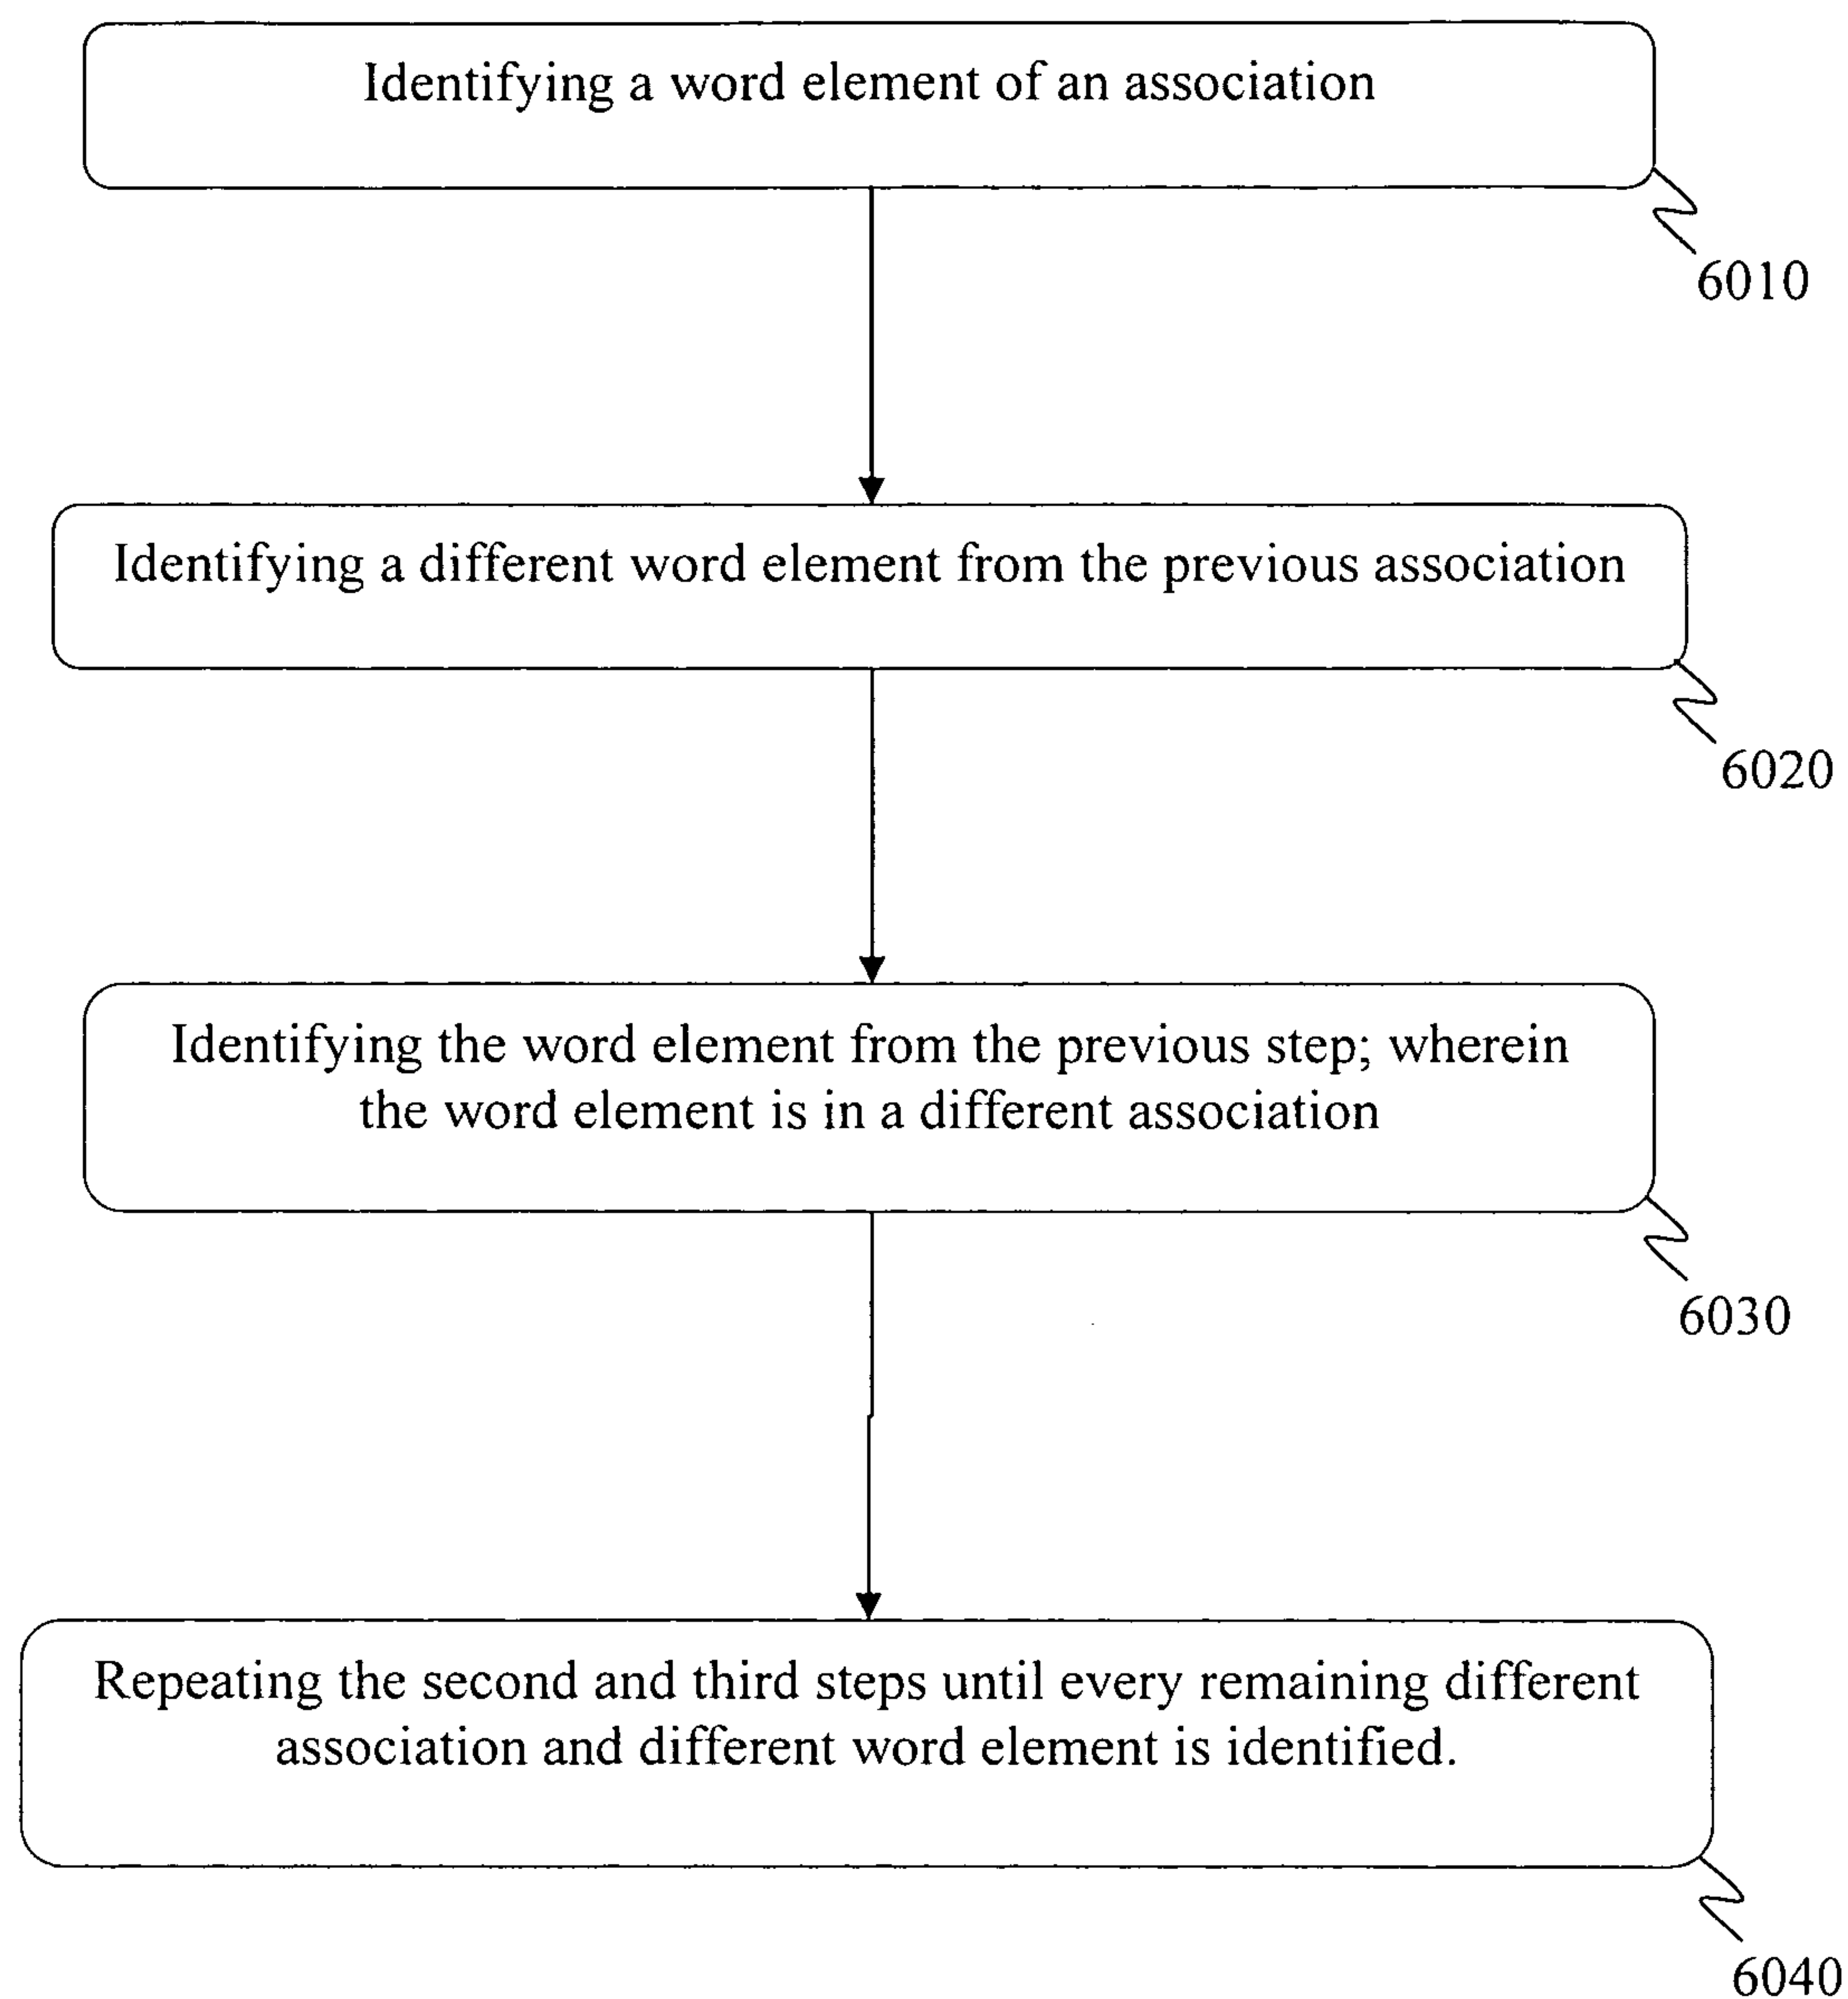 Identifying a word element of an association
6010
Identifying a different word element from the previous association
6020
Identifying the word element from the previous step; wherein
the word element is in a different association
6030
Repeating the second and third steps until every remaining different
association and different word element is identified.
6040